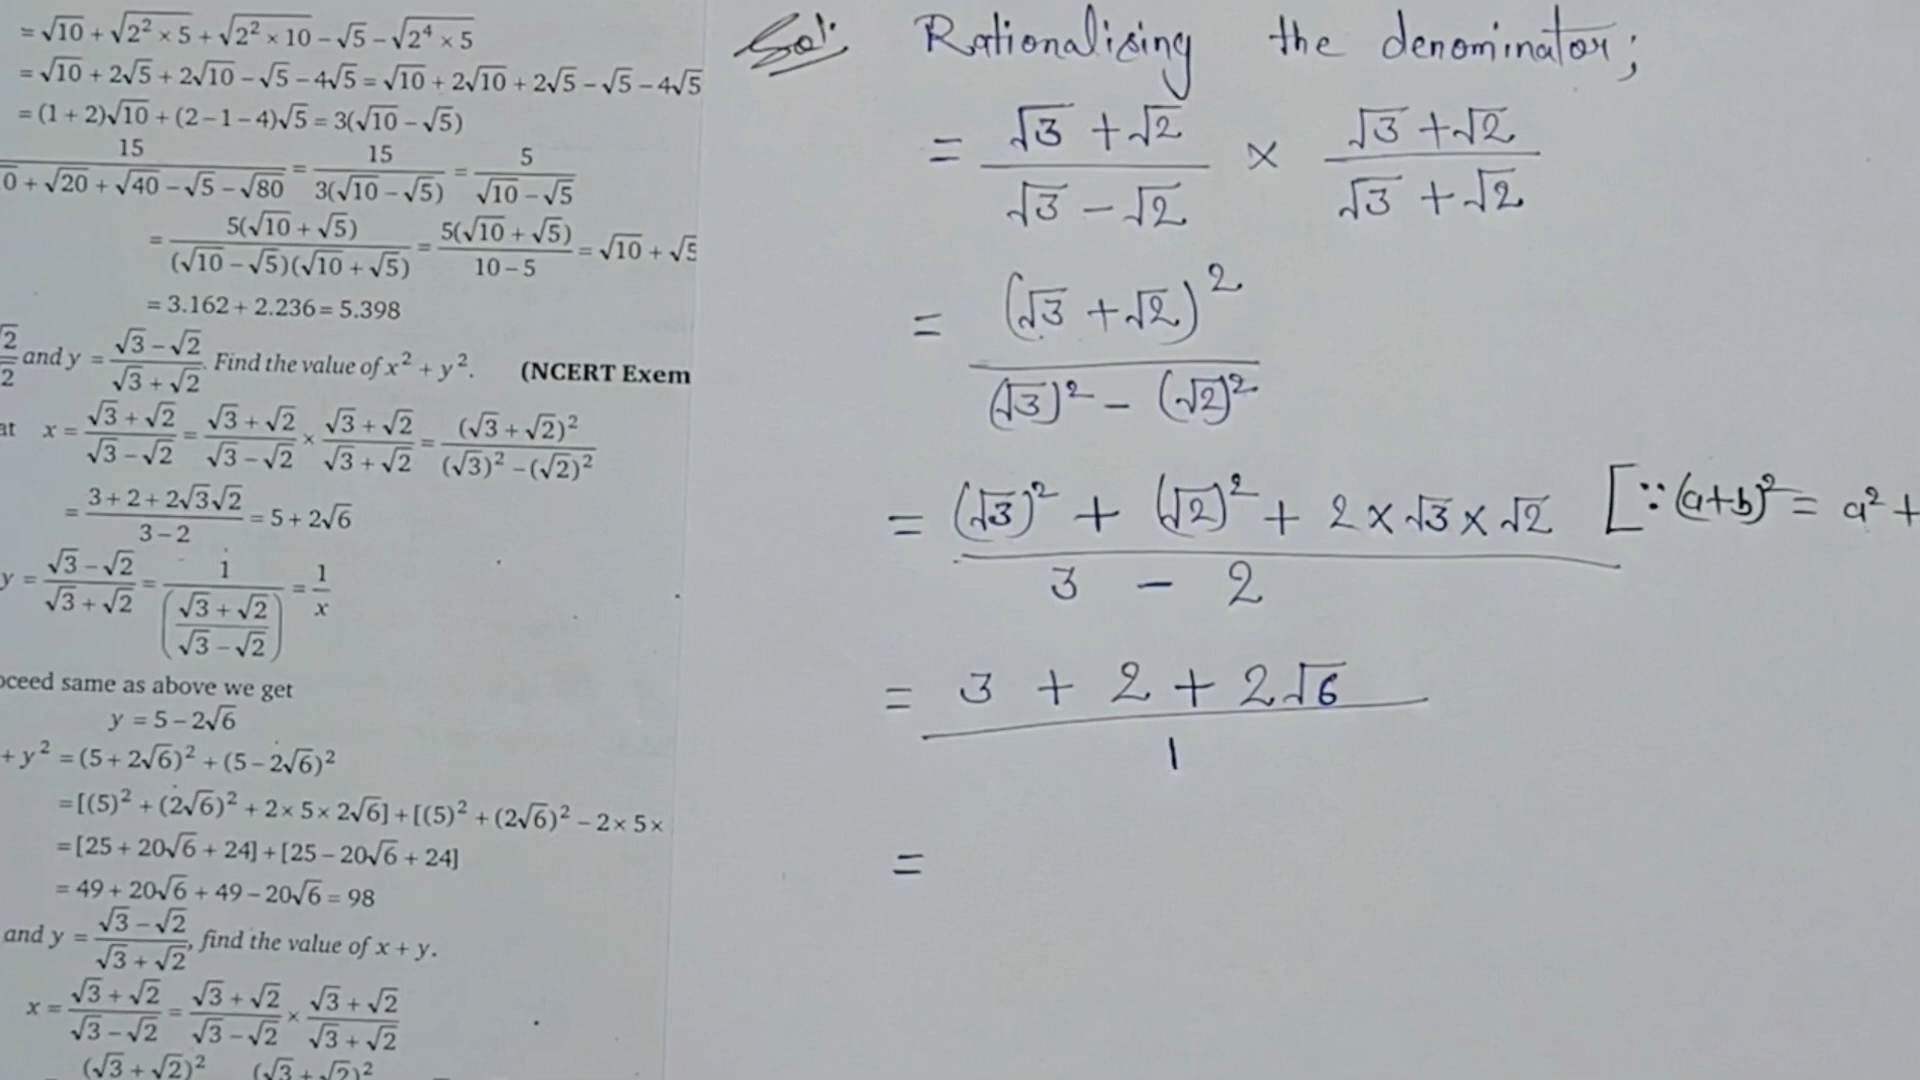 = √10 + √2² × 5 + √2² × 10 − √5 − √2⁴ × 5
= √10 + 2√5 + 2√10 − √5 − 4√5 = √10 + 2√10 + 2√5 − √5 − 4√5
= (1 + 2)√10 + (2 − 1 − 4)√5 = 3(√10 − √5)
15/(0 + √20 + √40 − √5 − √80) = 15/(3(√10 − √5)) = 5/(√10 − √5)
= 5(√10 + √5)/((√10 − √5)(√10 + √5)) = 5(√10 + √5)/(10 − 5) = √10 + √5
= 3.162 + 2.236 = 5.398
2/2 and y = (√3 − √2)/(√3 + √2). Find the value of x² + y². (NCERT Exem
at x = (√3 + √2)/(√3 − √2) = (√3 + √2)/(√3 − √2) × (√3 + √2)/(√3 + √2) = (√3 + √2)²/((√3)² − (√2)²)
= (3 + 2 + 2√3√2)/(3 − 2) = 5 + 2√6
y = (√3 − √2)/(√3 + √2) = 1/((√3 + √2)/(√3 − √2)) = 1/x
oceed same as above we get
y = 5 − 2√6
+ y² = (5 + 2√6)² + (5 − 2√6)²
= [(5)² + (2√6)² + 2 × 5 × 2√6] + [(5)² + (2√6)² − 2 × 5 ×
= [25 + 20√6 + 24] + [25 − 20√6 + 24]
= 49 + 20√6 + 49 − 20√6 = 98
and y = (√3 − √2)/(√3 + √2), find the value of x + y.
x = (√3 + √2)/(√3 − √2) = (√3 + √2)/(√3 − √2) × (√3 + √2)/(√3 + √2)
(√3 + √2)² (√3 + √2)²
Sol: Rationalising the denominator;
= (√3 + √2)/(√3 − √2) × (√3 + √2)/(√3 + √2)
= (√3 + √2)²/((√3)² − (√2)²)
= ((√3)² + (√2)² + 2 × √3 × √2)/(3 − 2) [∵ (a+b)² = a² +
= (3 + 2 + 2√6)/1
=